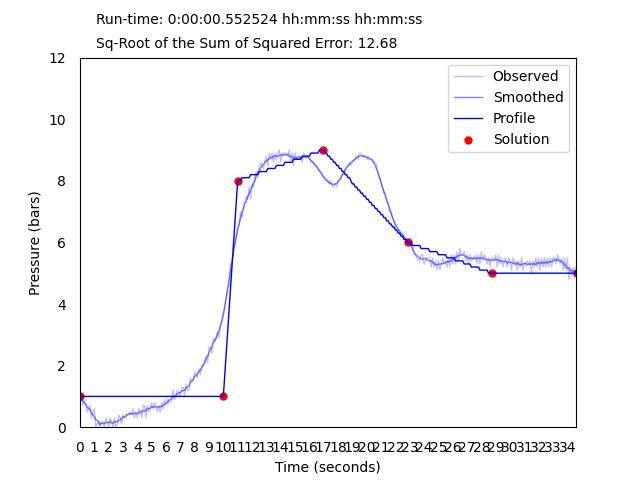 Run-time: 0:00:00.552524 hh:mm:ss hh:mm:ss
Sq-Root of the Sum of Squared Error: 12.68
12
10
8
6
4
2
0
Pressure (bars)
Observed
Smoothed
Profile
Solution
0 1 2 3 4 5 6 7 8 9 10 11 12 13 14 15 16 17 18 19 20 21 22 23 24 25 26 27 28 29 30 31 32 33 34
Time (seconds)